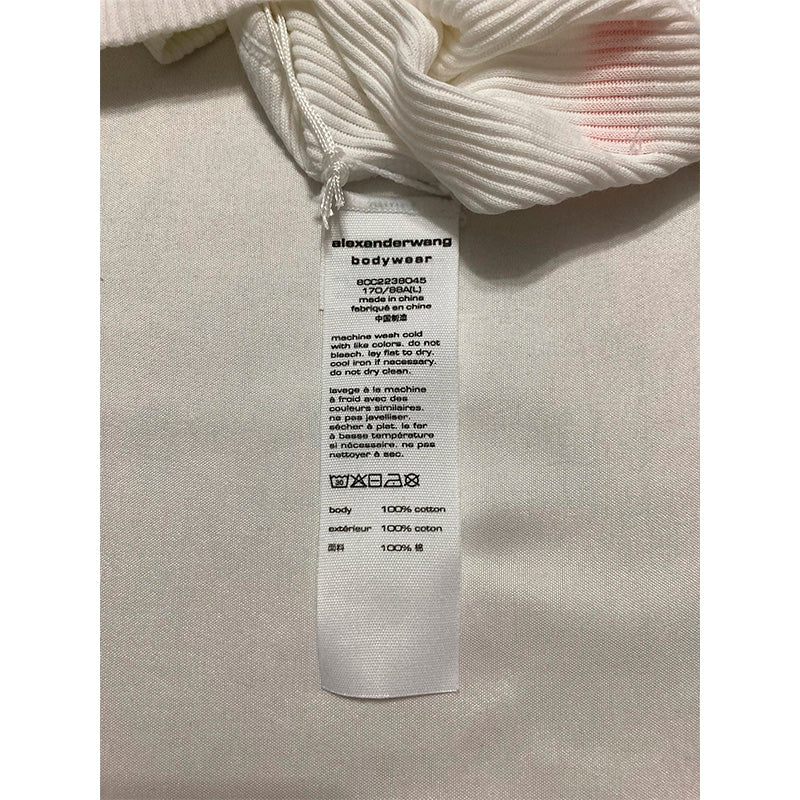 alexanderwang
bodywear
8CC2239045
170/88A(L)
made in china
fabriqué en chine
中国制造
machine wash cold
with like colors. do not
bleach. lay flat to dry.
cool iron if necessary.
do not dry clean.
lavage à la machine
à froid avec des
couleurs similaires.
ne pas javelliser.
sécher à plat. le fer
à basse température
si nécessaire. ne pas
nettoyer à sec.
30
body 100% cotton
extérieur 100% coton
面料 100% 棉